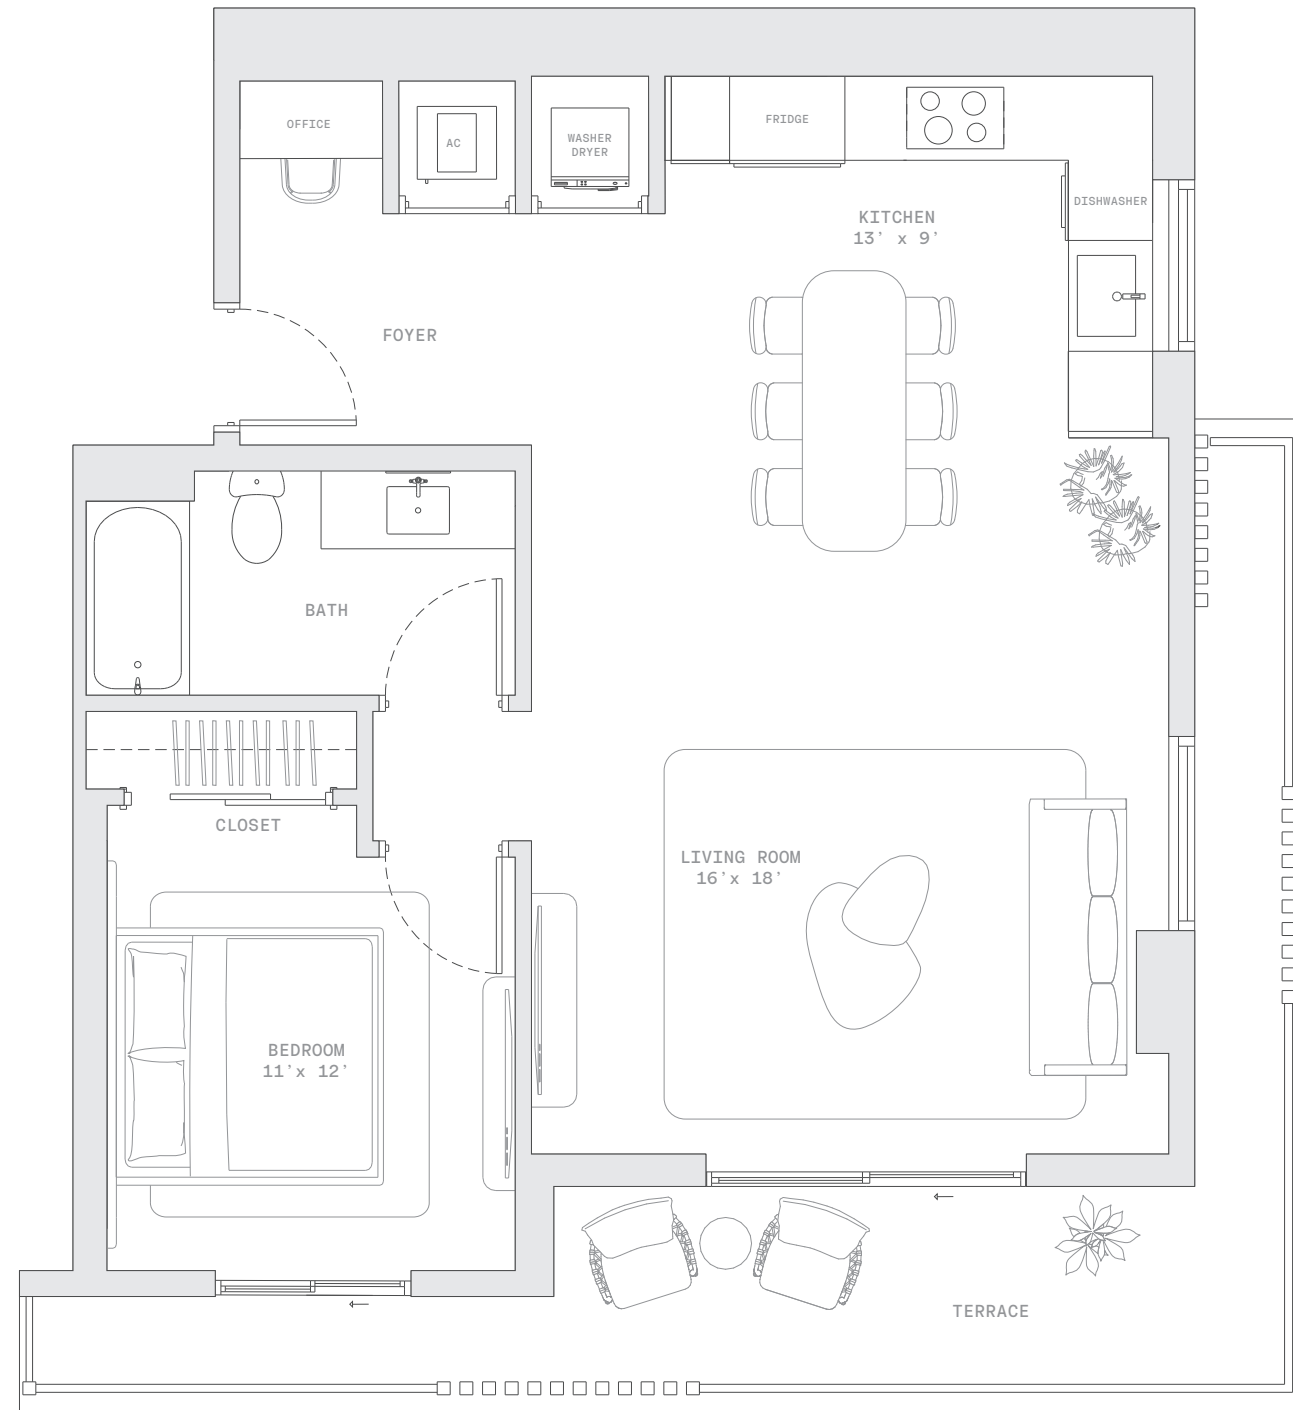 OFFICE
AC
WASHER
DRYER
FRIDGE
DISHWASHER
KITCHEN
13' x 9'
FOYER
BATH
CLOSET
LIVING ROOM
16'x 18'
BEDROOM
11'x 12'
TERRACE